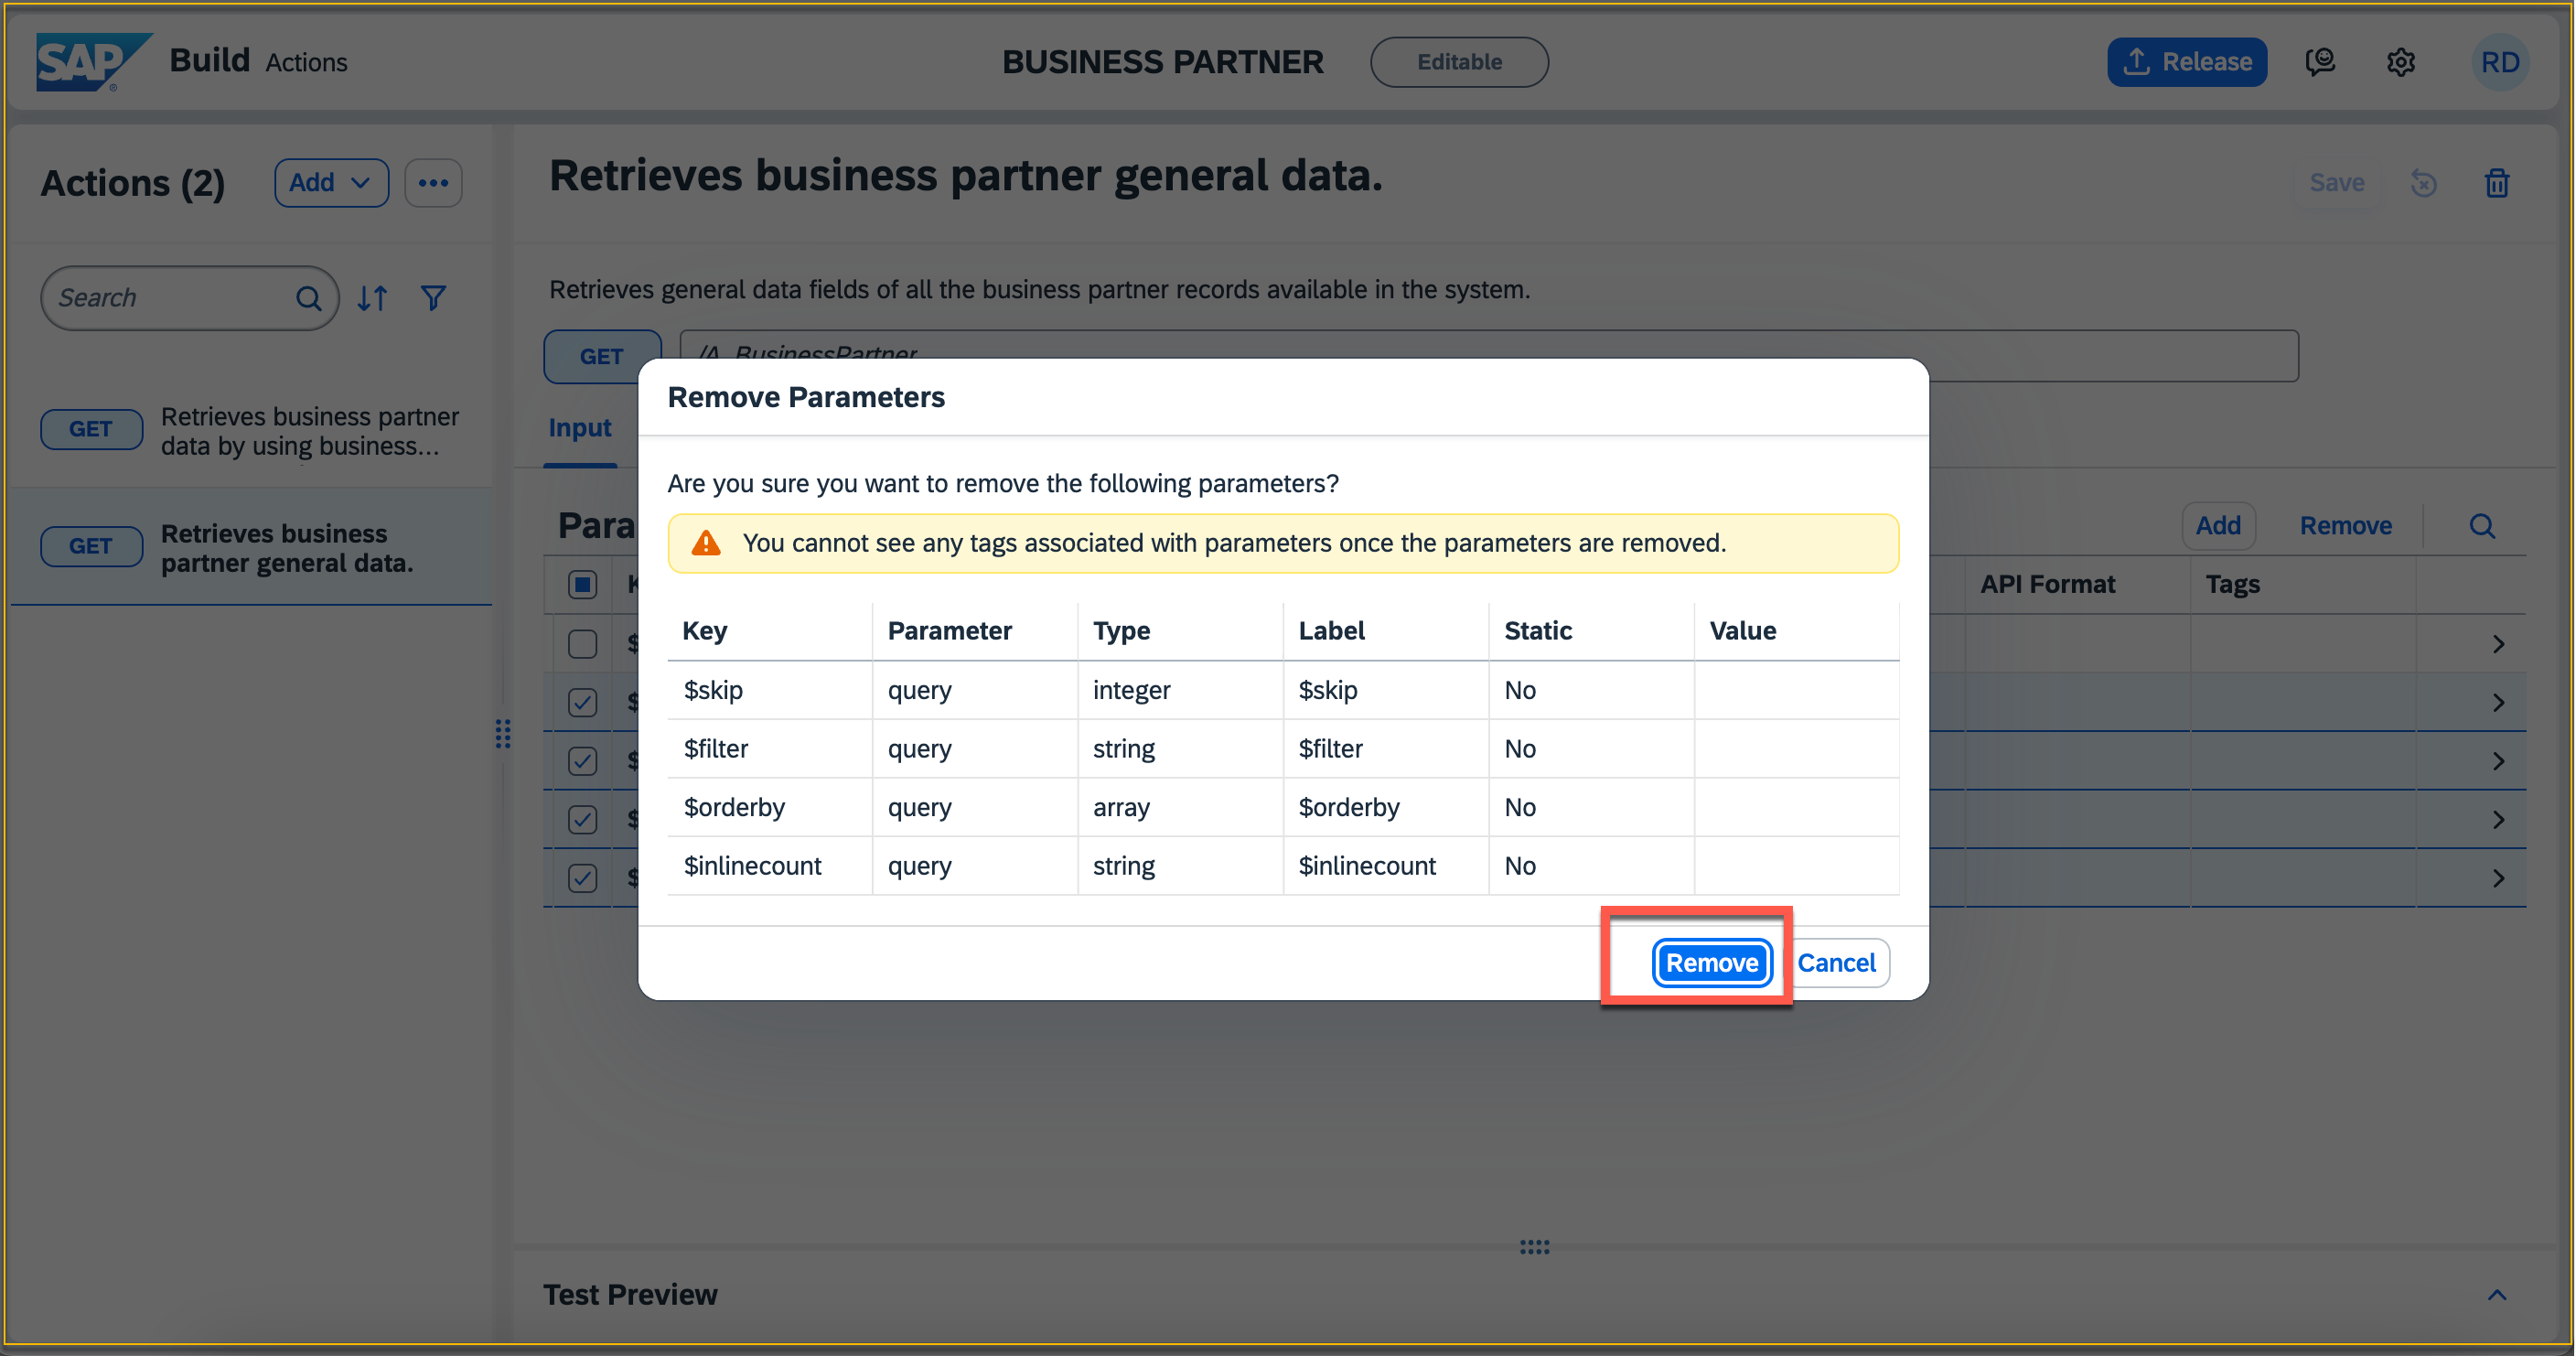 SAP Build Actions
BUSINESS PARTNER
Editable
Release
RD
Actions (2)
Add
Search
GET
Retrieves business partner
data by using business...
GET
Retrieves business
partner general data.
Retrieves business partner general data.
Save
Retrieves general data fields of all the business partner records available in the system.
GET
/A_BusinessPartner
Input
Para
Add
Remove
API Format
Tags
Remove Parameters
Are you sure you want to remove the following parameters?
You cannot see any tags associated with parameters once the parameters are removed.
Key Parameter Type Label Static Value
$skip query integer $skip No
$filter query string $filter No
$orderby query array $orderby No
$inlinecount query string $inlinecount No
Remove
Cancel
Test Preview